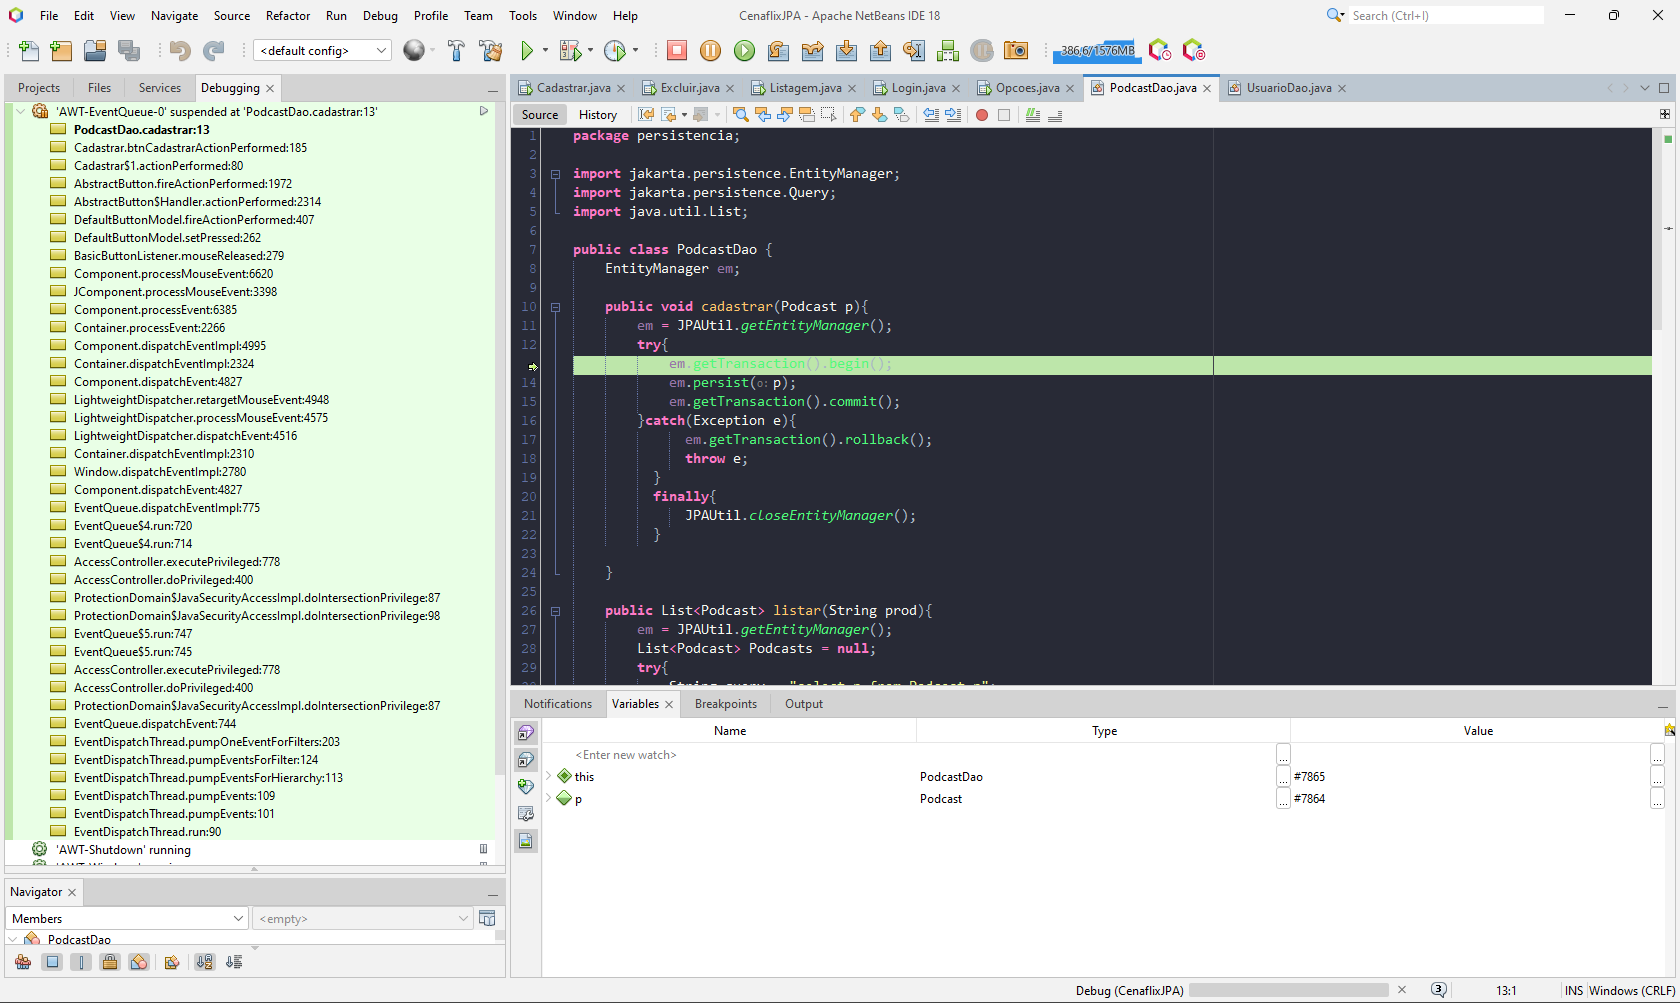 File Edit View Navigate Source Refactor Run Debug Profile Team Tools Window Help
CenaflixJPA - Apache NetBeans IDE 18
Search (Ctrl+I)
<default config>
386,6/1576MB
Projects Files Services Debugging
Cadastrar.java Excluir.java Listagem.java Login.java Opcoes.java PodcastDao.java UsuarioDao.java
Source History
'AWT-EventQueue-0' suspended at 'PodcastDao.cadastrar:13'
PodcastDao.cadastrar:13
Cadastrar.btnCadastrarActionPerformed:185
Cadastrar$1.actionPerformed:80
AbstractButton.fireActionPerformed:1972
AbstractButton$Handler.actionPerformed:2314
DefaultButtonModel.fireActionPerformed:407
DefaultButtonModel.setPressed:262
BasicButtonListener.mouseReleased:279
Component.processMouseEvent:6620
JComponent.processMouseEvent:3398
Component.processEvent:6385
Container.processEvent:2266
Component.dispatchEventImpl:4995
Container.dispatchEventImpl:2324
Component.dispatchEvent:4827
LightweightDispatcher.retargetMouseEvent:4948
LightweightDispatcher.processMouseEvent:4575
LightweightDispatcher.dispatchEvent:4516
Container.dispatchEventImpl:2310
Window.dispatchEventImpl:2780
Component.dispatchEvent:4827
EventQueue.dispatchEventImpl:775
EventQueue$4.run:720
EventQueue$4.run:714
AccessController.executePrivileged:778
AccessController.doPrivileged:400
ProtectionDomain$JavaSecurityAccessImpl.doIntersectionPrivilege:87
ProtectionDomain$JavaSecurityAccessImpl.doIntersectionPrivilege:98
EventQueue$5.run:747
EventQueue$5.run:745
AccessController.executePrivileged:778
AccessController.doPrivileged:400
ProtectionDomain$JavaSecurityAccessImpl.doIntersectionPrivilege:87
EventQueue.dispatchEvent:744
EventDispatchThread.pumpOneEventForFilters:203
EventDispatchThread.pumpEventsForFilter:124
EventDispatchThread.pumpEventsForHierarchy:113
EventDispatchThread.pumpEvents:109
EventDispatchThread.pumpEvents:101
EventDispatchThread.run:90
'AWT-Shutdown' running
Navigator
Members <empty>
PodcastDao
1 package persistencia;
2
3 import jakarta.persistence.EntityManager;
4 import jakarta.persistence.Query;
5 import java.util.List;
6
7 public class PodcastDao {
8 EntityManager em;
9
10 public void cadastrar(Podcast p){
11 em = JPAUtil.getEntityManager();
12 try{
em.getTransaction().begin();
14 em.persist(o: p);
15 em.getTransaction().commit();
16 }catch(Exception e){
17 em.getTransaction().rollback();
18 throw e;
19 }
20 finally{
21 JPAUtil.closeEntityManager();
22 }
23
24 }
25
26 public List<Podcast> listar(String prod){
27 em = JPAUtil.getEntityManager();
28 List<Podcast> Podcasts = null;
29 try{
Notifications Variables Breakpoints Output
Name Type Value
<Enter new watch> ... ...
this PodcastDao ... #7865 ...
p Podcast ... #7864 ...
Debug (CenaflixJPA) 3 13:1 INS Windows (CRLF)